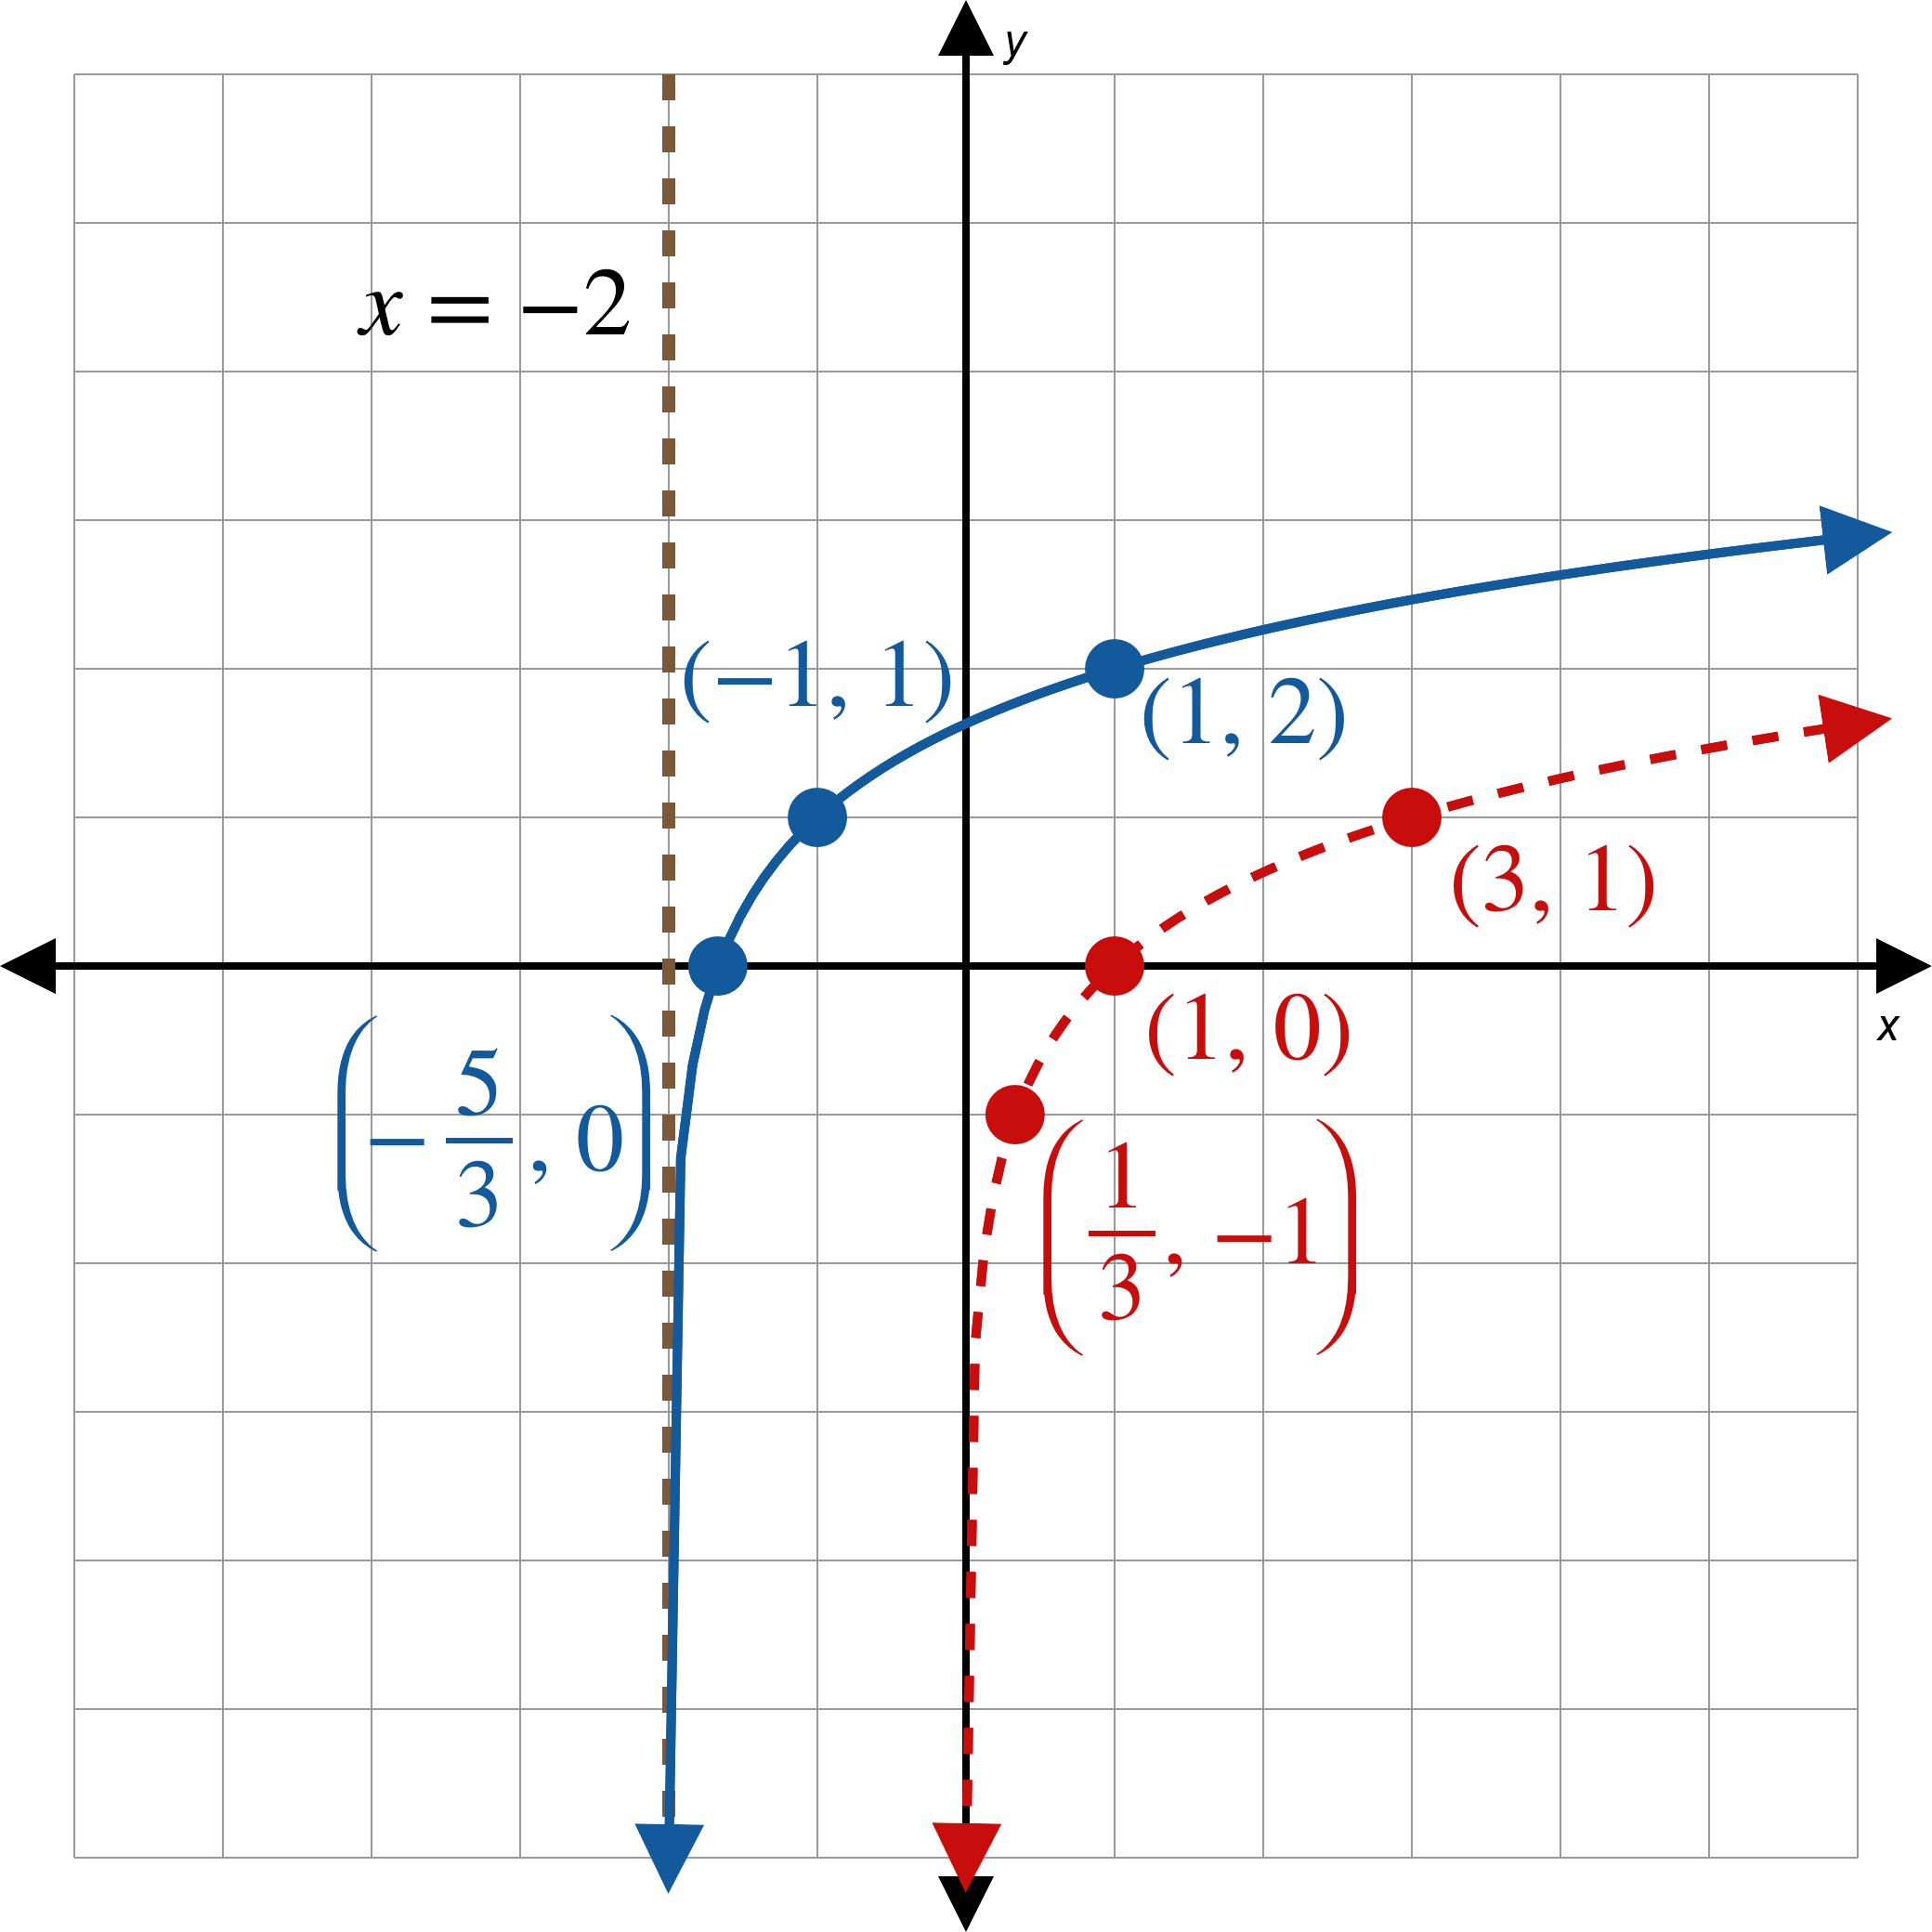 y
x = −2
(−1, 1)
(1, 2)
(3, 1)
(1, 0)
x
(−5/3, 0)
(1/3, −1)